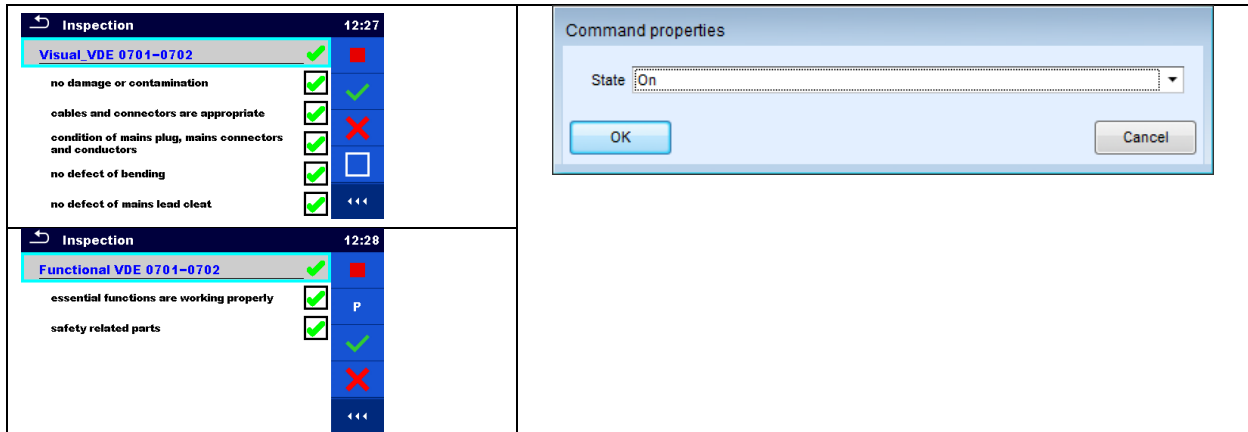 Inspection 12:27
Visual_VDE 0701-0702
no damage or contamination
cables and connectors are appropriate
condition of mains plug, mains connectors
and conductors
no defect of bending
no defect of mains lead cleat
Command properties
State On
OK Cancel
Inspection 12:28
Functional VDE 0701-0702
essential functions are working properly
P
safety related parts